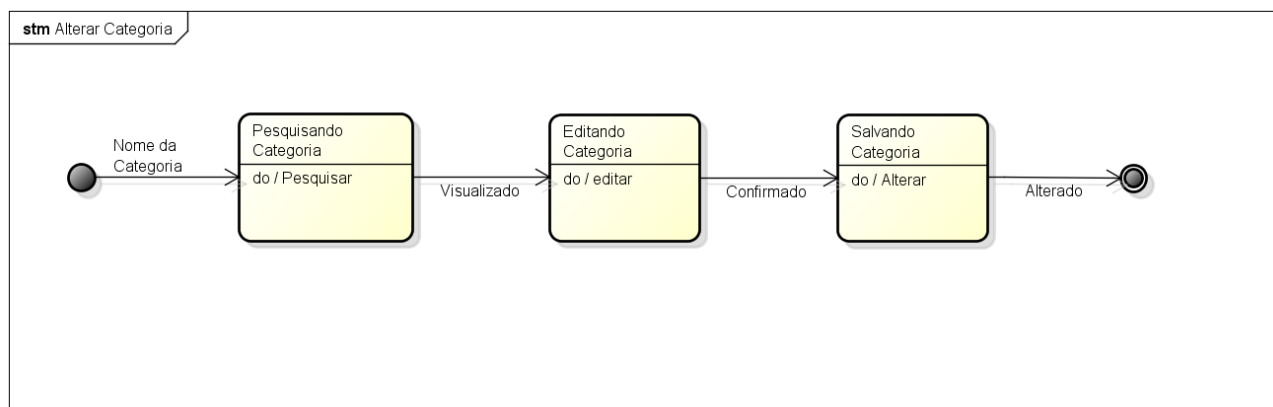 stm Alterar Categoria
Nome da
Categoria
Pesquisando
Categoria
do / Pesquisar
Visualizado
Editando
Categoria
do / editar
Confirmado
Salvando
Categoria
do / Alterar
Alterado